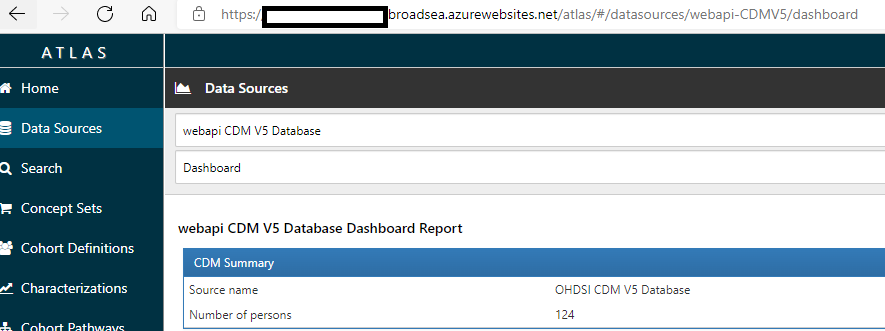 https://broadsea.azurewebsites.net/atlas/#/datasources/webapi-CDMV5/dashboard
ATLAS
Home
Data Sources
Search
Concept Sets
Cohort Definitions
Characterizations
Cohort Pathways
Data Sources
webapi CDM V5 Database
Dashboard
webapi CDM V5 Database Dashboard Report
CDM Summary
Source name OHDSI CDM V5 Database
Number of persons 124